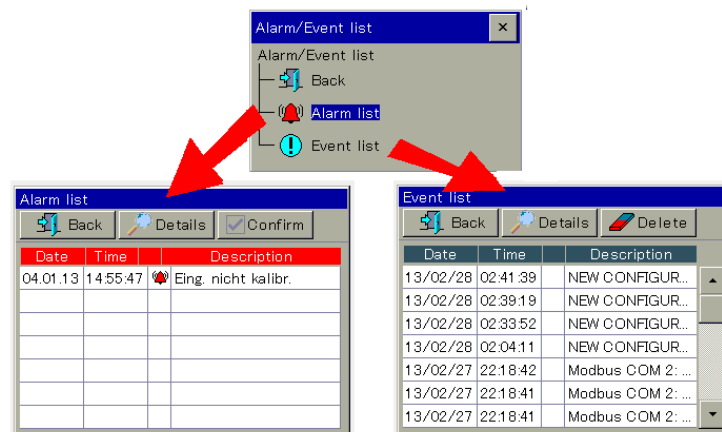 Alarm/Event list
Alarm/Event list
Back
Alarm list
Event list
Alarm list
Back Details Confirm
Date Time Description
04.01.13 14:55:47 Eing. nicht kalibr.
Event list
Back Details Delete
Date Time Description
13/02/28 02:41:39 NEW CONFIGUR...
13/02/28 02:39:19 NEW CONFIGUR...
13/02/28 02:33:52 NEW CONFIGUR...
13/02/28 02:04:11 NEW CONFIGUR...
13/02/27 22:18:42 Modbus COM 2: ...
13/02/27 22:18:41 Modbus COM 2: ...
13/02/27 22:18:41 Modbus COM 2: ...